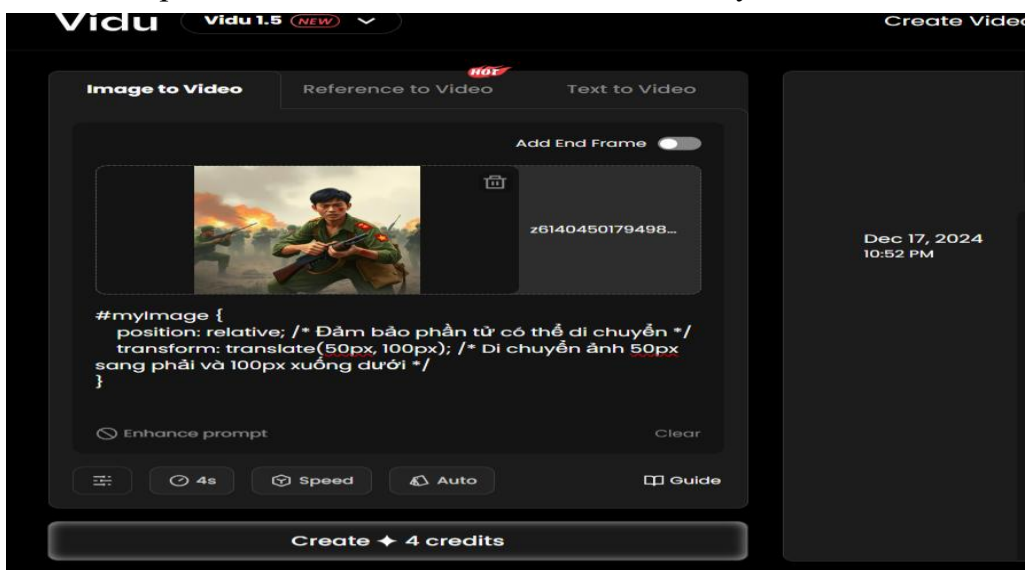 Vidu
Vidu 1.5 NEW
Create Video
HOT
Image to Video
Reference to Video
Text to Video
Add End Frame
z6140450179498...
Dec 17, 2024
10:52 PM
#myImage {
position: relative; /* Đảm bảo phần tử có thể di chuyển */
transform: translate(50px, 100px); /* Di chuyển ảnh 50px
sang phải và 100px xuống dưới */
}
Enhance prompt
Clear
4s
Speed
Auto
Guide
Create ✦ 4 credits